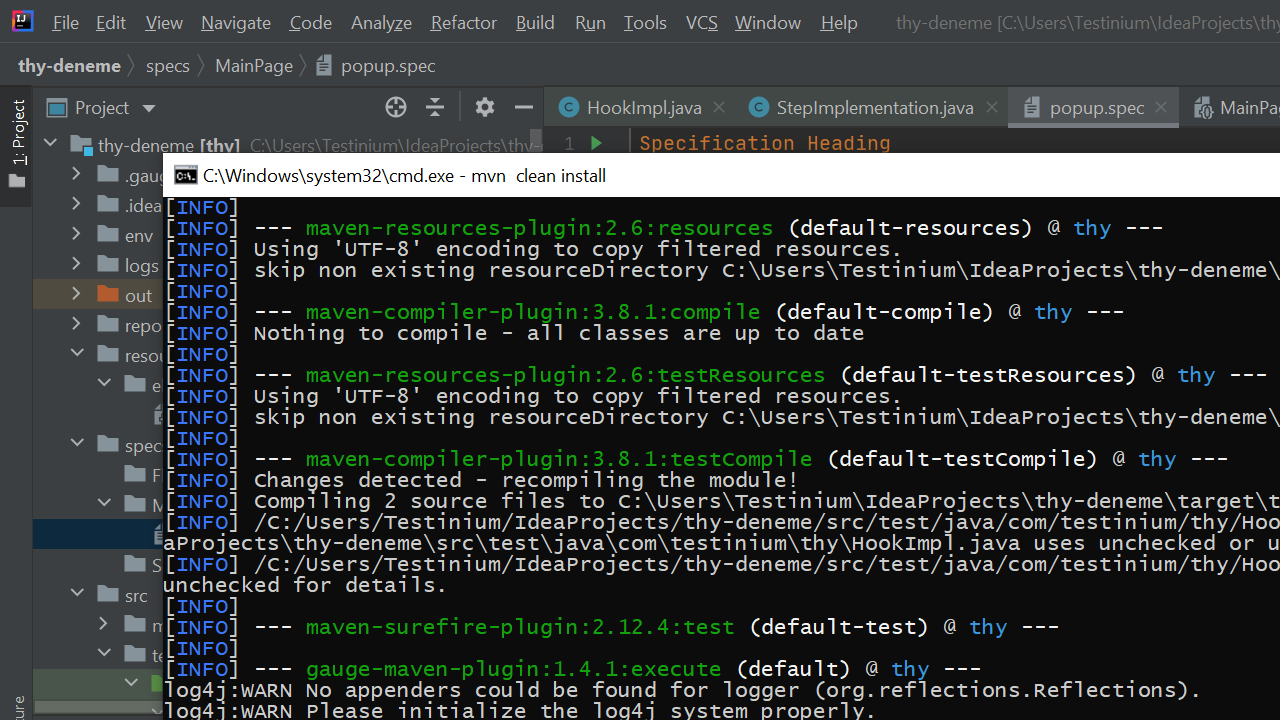 File Edit View Navigate Code Analyze Refactor Build Run Tools VCS Window Help thy-deneme [C:\Users\Testinium\IdeaProjects\thy
thy-deneme specs MainPage popup.spec
1: Project
Project
HookImpl.java StepImplementation.java popup.spec MainPag
thy-deneme [thy] C:\Users\Testinium\IdeaProjects\thy-
1 Specification Heading
.gaug
.idea
env
logs
out
repo
resou
e
spec
F
M
S
src
m
te
C:\Windows\system32\cmd.exe - mvn  clean install
[INFO]
[INFO] --- maven-resources-plugin:2.6:resources (default-resources) @ thy ---
[INFO] Using 'UTF-8' encoding to copy filtered resources.
[INFO] skip non existing resourceDirectory C:\Users\Testinium\IdeaProjects\thy-deneme\
[INFO]
[INFO] --- maven-compiler-plugin:3.8.1:compile (default-compile) @ thy ---
[INFO] Nothing to compile - all classes are up to date
[INFO]
[INFO] --- maven-resources-plugin:2.6:testResources (default-testResources) @ thy ---
[INFO] Using 'UTF-8' encoding to copy filtered resources.
[INFO] skip non existing resourceDirectory C:\Users\Testinium\IdeaProjects\thy-deneme\
[INFO]
[INFO] --- maven-compiler-plugin:3.8.1:testCompile (default-testCompile) @ thy ---
[INFO] Changes detected - recompiling the module!
[INFO] Compiling 2 source files to C:\Users\Testinium\IdeaProjects\thy-deneme\target\t
[INFO] /C:/Users/Testinium/IdeaProjects/thy-deneme/src/test/java/com/testinium/thy/Hoo
aProjects\thy-deneme\src\test\java\com\testinium\thy\HookImpl.java uses unchecked or u
[INFO] /C:/Users/Testinium/IdeaProjects/thy-deneme/src/test/java/com/testinium/thy/Hoo
unchecked for details.
[INFO]
[INFO] --- maven-surefire-plugin:2.12.4:test (default-test) @ thy ---
[INFO]
[INFO] --- gauge-maven-plugin:1.4.1:execute (default) @ thy ---
log4j:WARN No appenders could be found for logger (org.reflections.Reflections).
log4j:WARN Please initialize the log4j system properly.